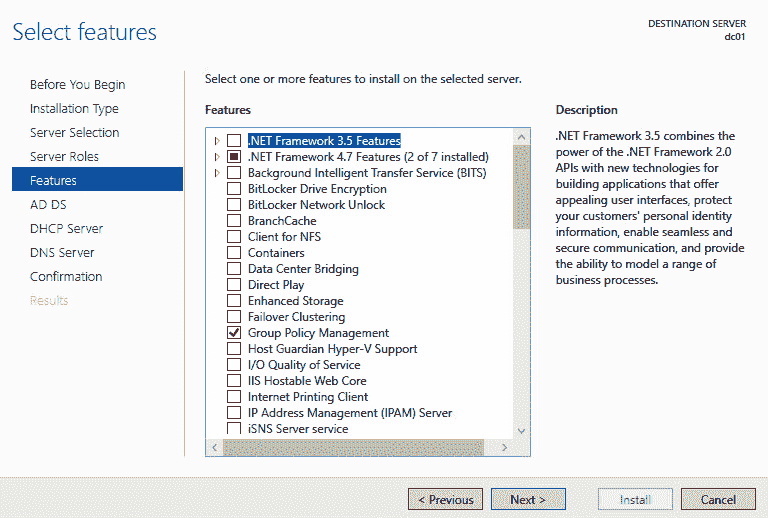 Select features
DESTINATION SERVER
dc01
Before You Begin
Installation Type
Server Selection
Server Roles
Features
AD DS
DHCP Server
DNS Server
Confirmation
Results
Select one or more features to install on the selected server.
Features
.NET Framework 3.5 Features
.NET Framework 4.7 Features (2 of 7 installed)
Background Intelligent Transfer Service (BITS)
BitLocker Drive Encryption
BitLocker Network Unlock
BranchCache
Client for NFS
Containers
Data Center Bridging
Direct Play
Enhanced Storage
Failover Clustering
Group Policy Management
Host Guardian Hyper-V Support
I/O Quality of Service
IIS Hostable Web Core
Internet Printing Client
IP Address Management (IPAM) Server
iSNS Server service
Description
.NET Framework 3.5 combines the
power of the .NET Framework 2.0
APIs with new technologies for
building applications that offer
appealing user interfaces, protect
your customers' personal identity
information, enable seamless and
secure communication, and provide
the ability to model a range of
business processes.
< Previous
Next >
Install
Cancel